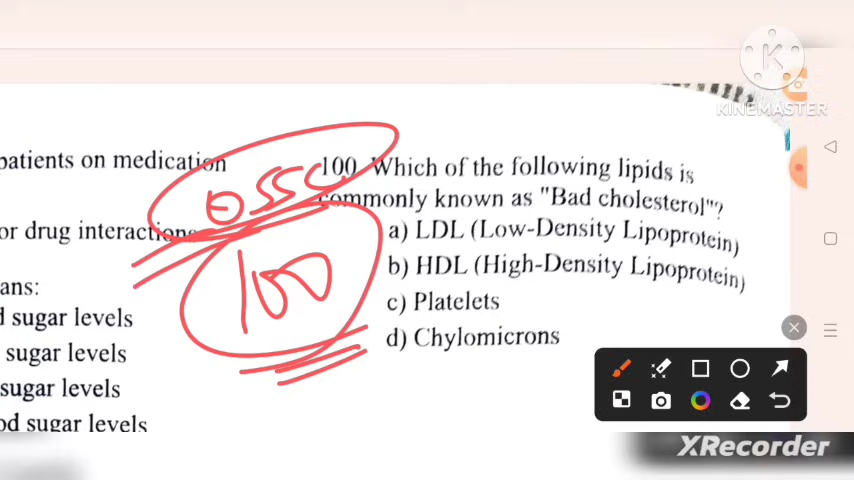 KINEMASTER
patients on medication
or drug interactions
ans:
d sugar levels
sugar levels
sugar levels
od sugar levels
OSSC
100
100. Which of the following lipids is
commonly known as "Bad cholesterol"?
a) LDL (Low-Density Lipoprotein)
b) HDL (High-Density Lipoprotein)
c) Platelets
d) Chylomicrons
XRecorder